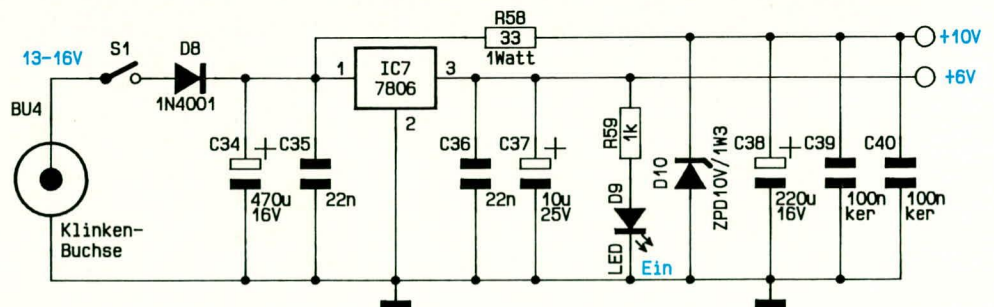 R58
33
1Watt
+10V
13-16V
S1
D8
1N4001
1
IC7
7806
3
2
+6V
BU4
C34
+
470u
16V
C35
22n
C36
22n
C37
+
10u
25V
R59
1k
D9
LED
Ein
D10
ZPD10V/1W3
C38
+
220u
16V
C39
100n
ker
C40
100n
ker
Klinken-
Buchse